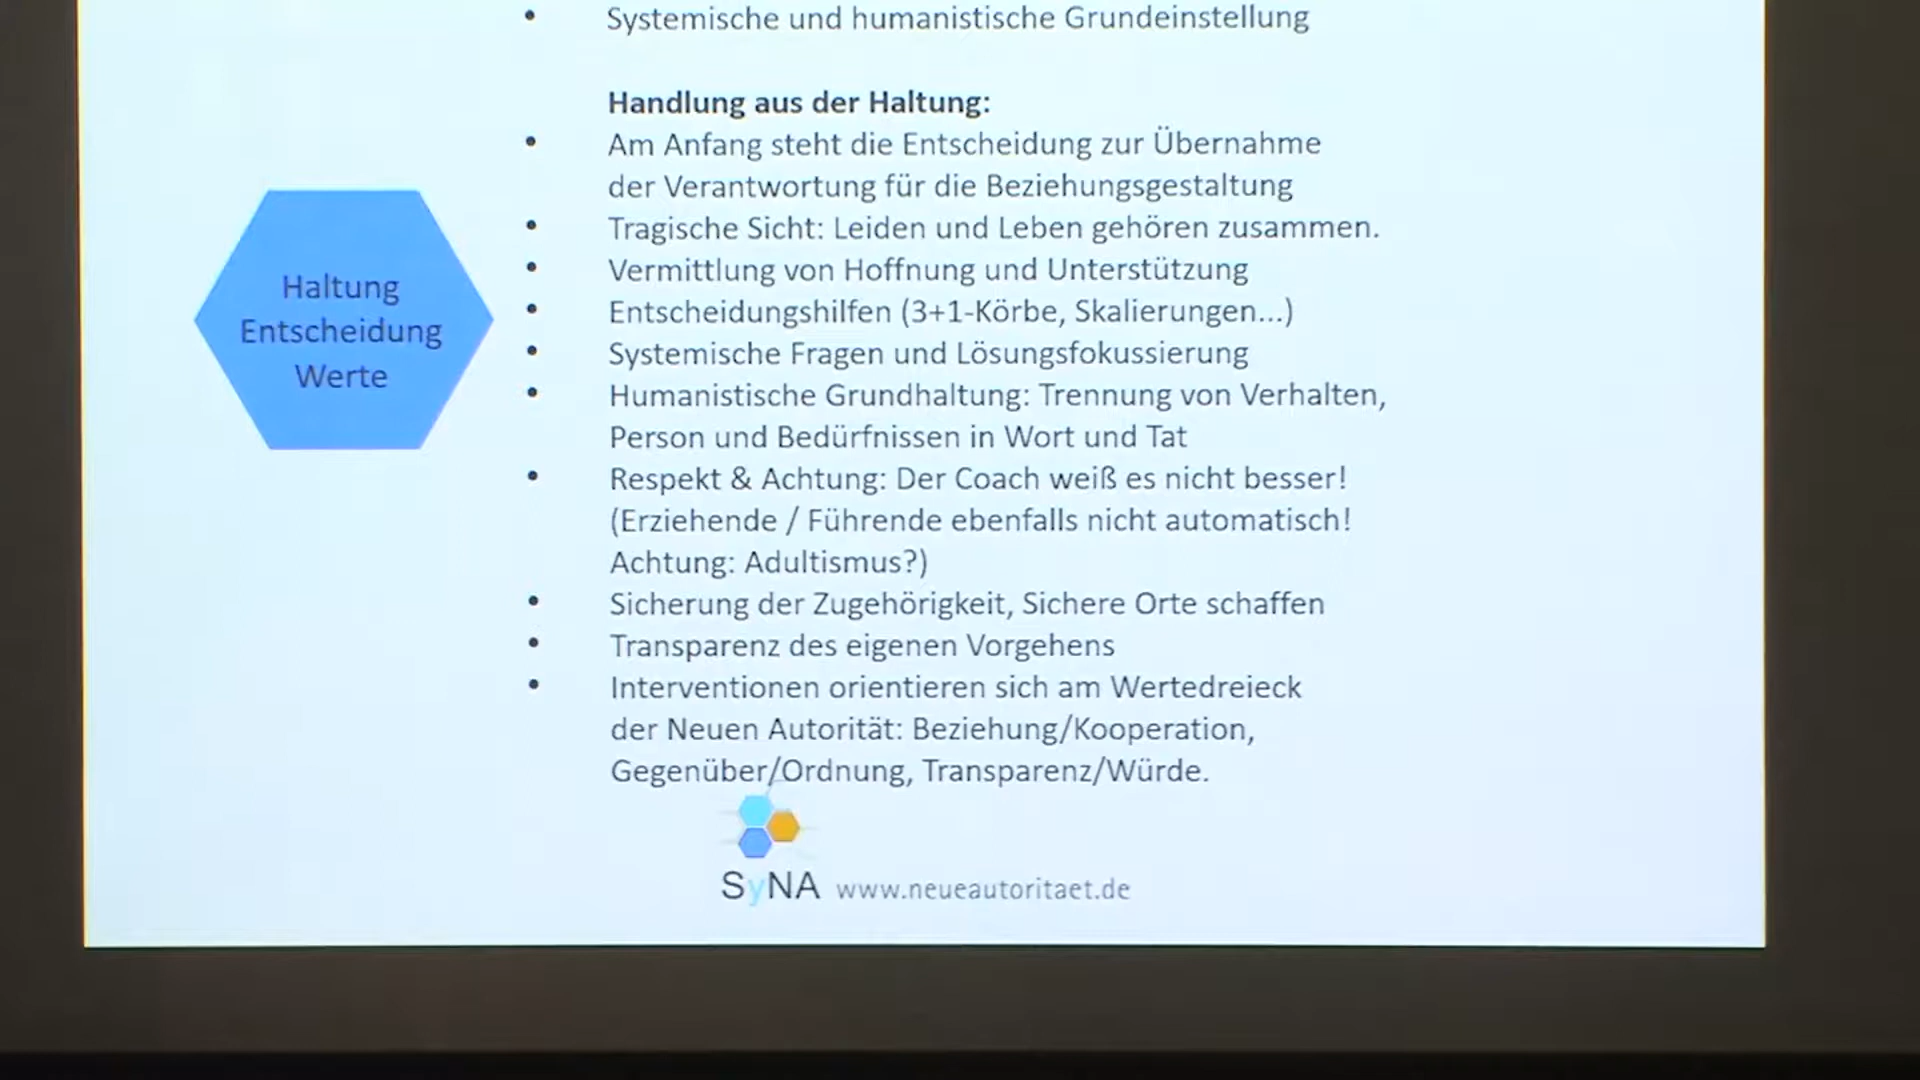 • Systemische und humanistische Grundeinstellung
Handlung aus der Haltung:
• Am Anfang steht die Entscheidung zur Übernahme
der Verantwortung für die Beziehungsgestaltung
• Tragische Sicht: Leiden und Leben gehören zusammen.
• Vermittlung von Hoffnung und Unterstützung
• Entscheidungshilfen (3+1-Körbe, Skalierungen...)
• Systemische Fragen und Lösungsfokussierung
• Humanistische Grundhaltung: Trennung von Verhalten,
Person und Bedürfnissen in Wort und Tat
• Respekt & Achtung: Der Coach weiß es nicht besser!
(Erziehende / Führende ebenfalls nicht automatisch!
Achtung: Adultismus?)
• Sicherung der Zugehörigkeit, Sichere Orte schaffen
• Transparenz des eigenen Vorgehens
• Interventionen orientieren sich am Wertedreieck
der Neuen Autorität: Beziehung/Kooperation,
Gegenüber/Ordnung, Transparenz/Würde.
Haltung
Entscheidung
Werte
SyNA www.neueautoritaet.de